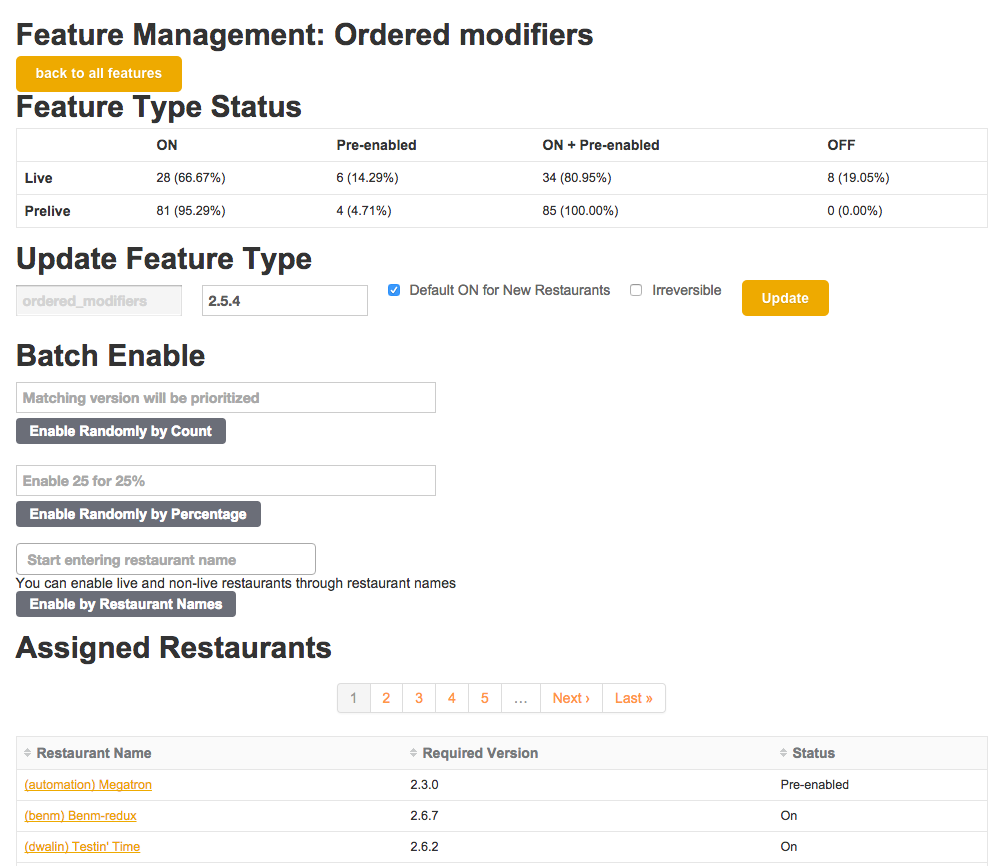 Feature Management: Ordered modifiers
back to all features
Feature Type Status
ON Pre-enabled ON + Pre-enabled OFF
Live 28 (66.67%) 6 (14.29%) 34 (80.95%) 8 (19.05%)
Prelive 81 (95.29%) 4 (4.71%) 85 (100.00%) 0 (0.00%)
Update Feature Type
ordered_modifiers 2.5.4 Default ON for New Restaurants Irreversible Update
Batch Enable
Matching version will be prioritized
Enable Randomly by Count
Enable 25 for 25%
Enable Randomly by Percentage
Start entering restaurant name
You can enable live and non-live restaurants through restaurant names
Enable by Restaurant Names
Assigned Restaurants
1 2 3 4 5 … Next › Last »
Restaurant Name Required Version Status
(automation) Megatron 2.3.0 Pre-enabled
(benm) Benm-redux 2.6.7 On
(dwalin) Testin' Time 2.6.2 On